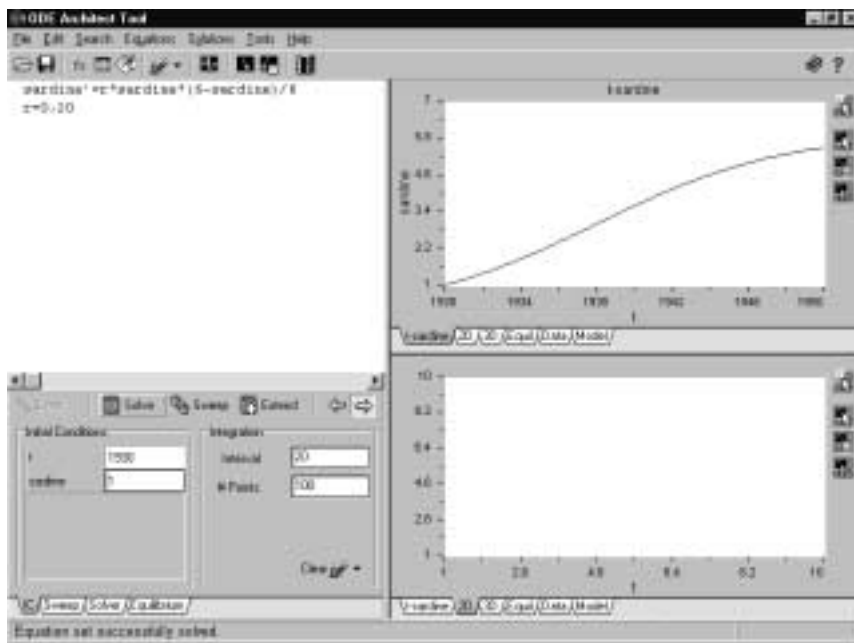 ODE Architect Tool
File Edit Search Equations Solutions Tools Help
sardine'=r*sardine*(6-sardine)/6
r=0.20
t-sardine
7
5.8
4.6
3.4
2.2
1
sardine
1930 1934 1938 1942 1946 1950
t
t-sardine 2D 3D Equil Data Model
Solve Sweep Extend
Initial Conditions
t 1930
sardine 1
Integration
Interval 20
# Points 100
Clear
IC Sweep Solver Equilibrium
10
8.2
6.4
4.6
2.8
1
1 2.8 4.6 6.4 8.2 10
t
t-sardine 2D 3D Equil Data Model
Equation set successfully solved.